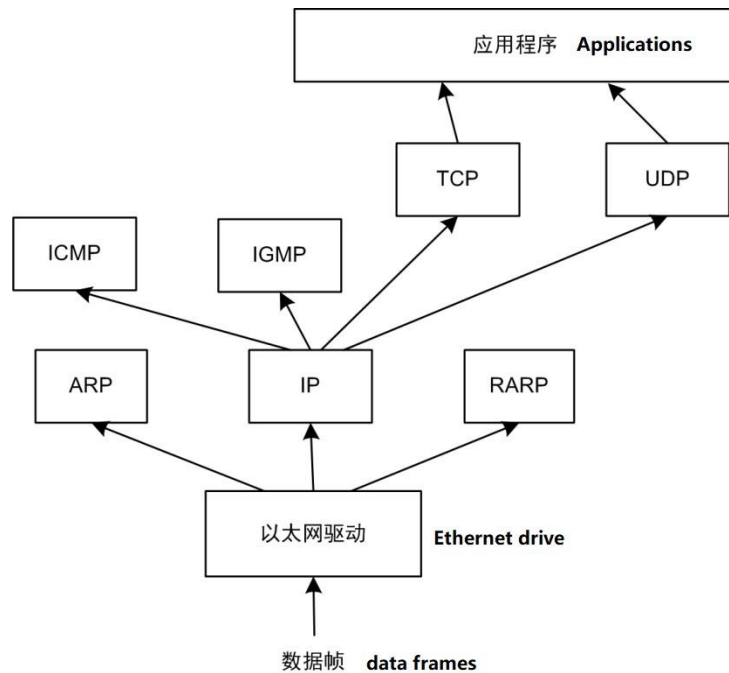 应用程序 Applications
TCP
UDP
ICMP
IGMP
ARP
IP
RARP
以太网驱动
Ethernet drive
数据帧 data frames